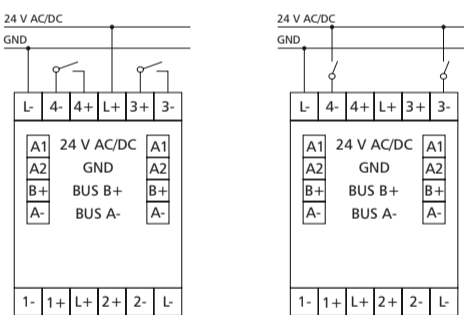 24 V AC/DC
GND
L- 4- 4+ L+ 3+ 3-
A1 24 V AC/DC A1
A2 GND A2
B+ BUS B+ B+
A- BUS A- A-
1- 1+ L+ 2+ 2- L-
24 V AC/DC
GND
L- 4- 4+ L+ 3+ 3-
A1 24 V AC/DC A1
A2 GND A2
B+ BUS B+ B+
A- BUS A- A-
1- 1+ L+ 2+ 2- L-